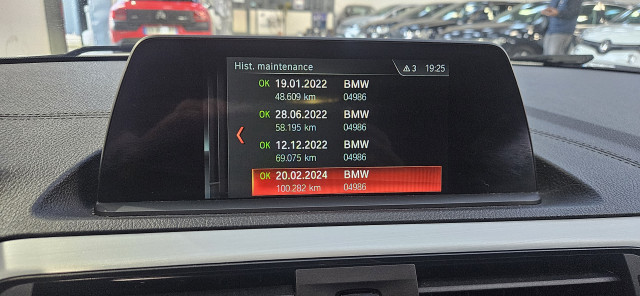 Hist. maintenance ⚠ 3 19:25
OK 19.01.2022 BMW
48.609 km 04986
OK 28.06.2022 BMW
58.195 km 04986
OK 12.12.2022 BMW
69.075 km 04986
OK 20.02.2024 BMW
100.282 km 04986